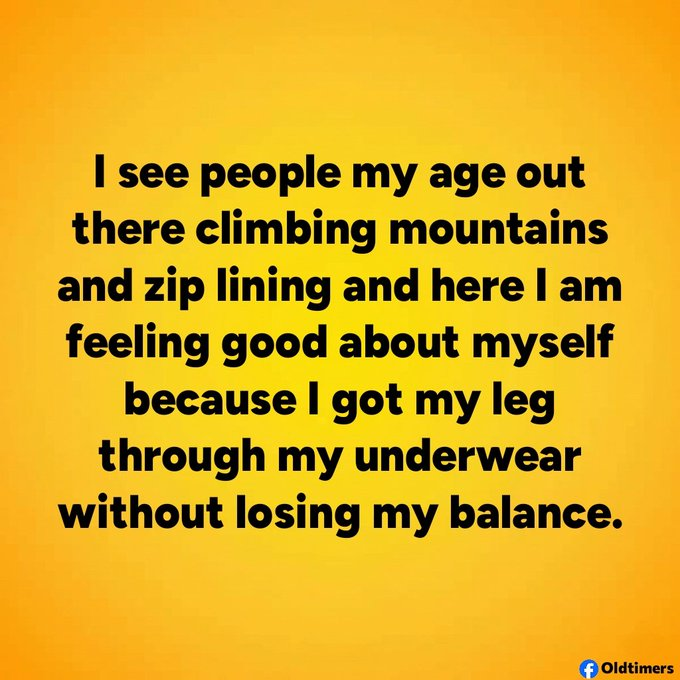 I see people my age out
there climbing mountains
and zip lining and here I am
feeling good about myself
because I got my leg
through my underwear
without losing my balance.
Oldtimers